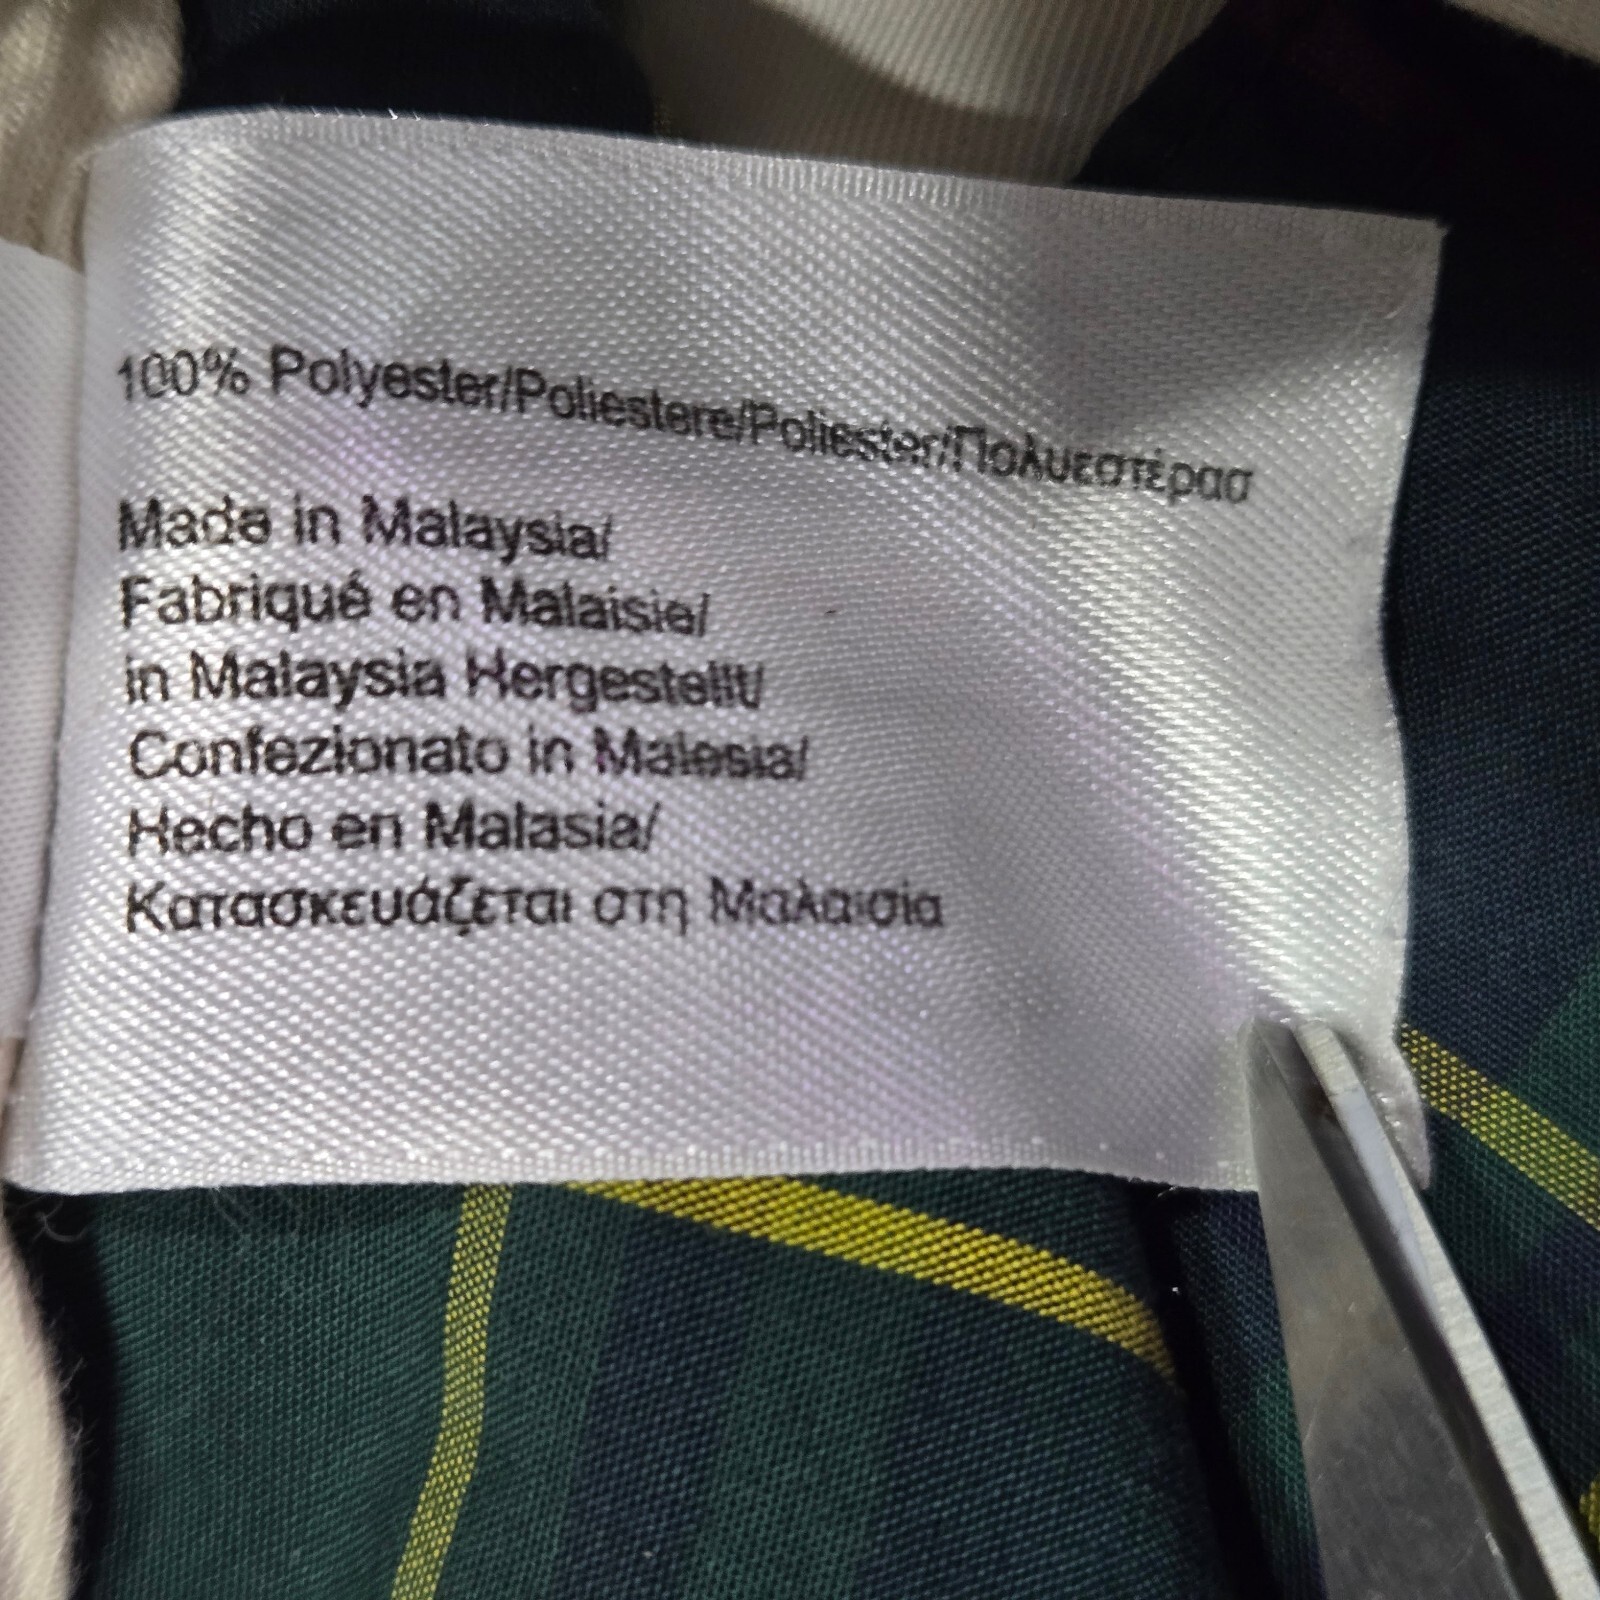 100% Polyester/Poliestere/Poliester/Πολυεστέρασ
Made in Malaysia/
Fabriqué en Malaisie/
in Malaysia Hergestellt/
Confezionato in Malesia/
Hecho en Malasia/
Κατασκευάζεται στη Μαλαισία